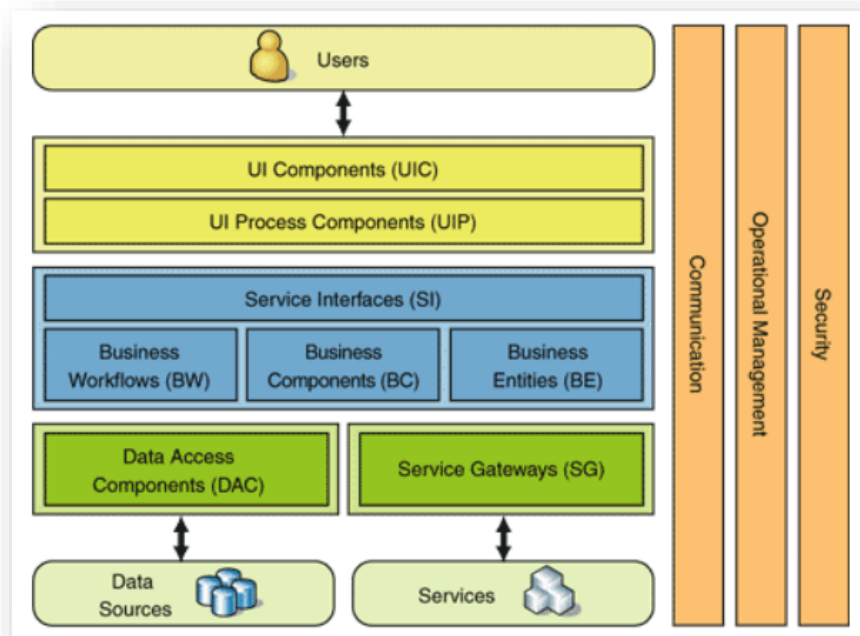 Users
UI Components (UIC)
UI Process Components (UIP)
Service Interfaces (SI)
Business
Workflows (BW)
Business
Components (BC)
Business
Entities (BE)
Data Access
Components (DAC)
Service Gateways (SG)
Data
Sources
Services
Communication
Operational Management
Security